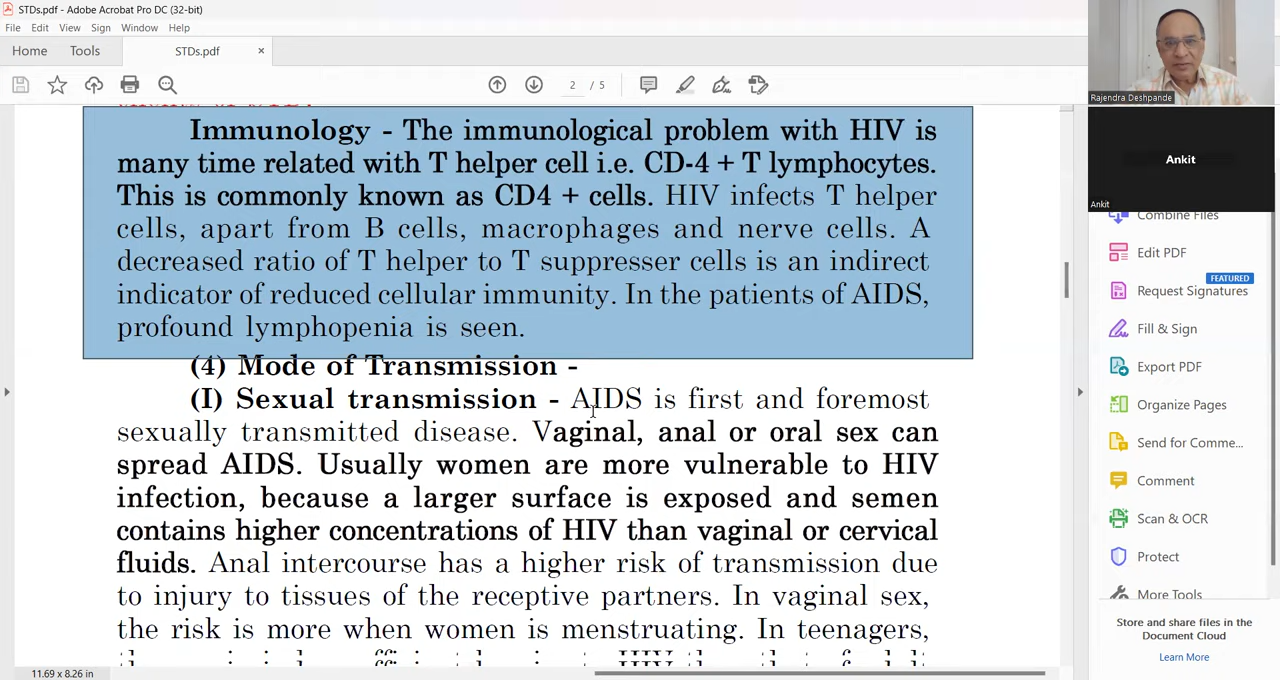 STDs.pdf - Adobe Acrobat Pro DC (32-bit)
File Edit View Sign Window Help
Home Tools STDs.pdf ×
2 / 5
Rajendra Deshpande
Ankit
Ankit
Immunology - The immunological problem with HIV is
many time related with T helper cell i.e. CD-4 + T lymphocytes.
This is commonly known as CD4 + cells. HIV infects T helper
cells, apart from B cells, macrophages and nerve cells. A
decreased ratio of T helper to T suppresser cells is an indirect
indicator of reduced cellular immunity. In the patients of AIDS,
profound lymphopenia is seen.
(4) Mode of Transmission -
(I) Sexual transmission - AIDS is first and foremost
sexually transmitted disease. Vaginal, anal or oral sex can
spread AIDS. Usually women are more vulnerable to HIV
infection, because a larger surface is exposed and semen
contains higher concentrations of HIV than vaginal or cervical
fluids. Anal intercourse has a higher risk of transmission due
to injury to tissues of the receptive partners. In vaginal sex,
the risk is more when women is menstruating. In teenagers,
11.69 x 8.26 in
Combine Files
Edit PDF
FEATURED
Request Signatures
Fill & Sign
Export PDF
Organize Pages
Send for Comme...
Comment
Scan & OCR
Protect
More Tools
Store and share files in the
Document Cloud
Learn More